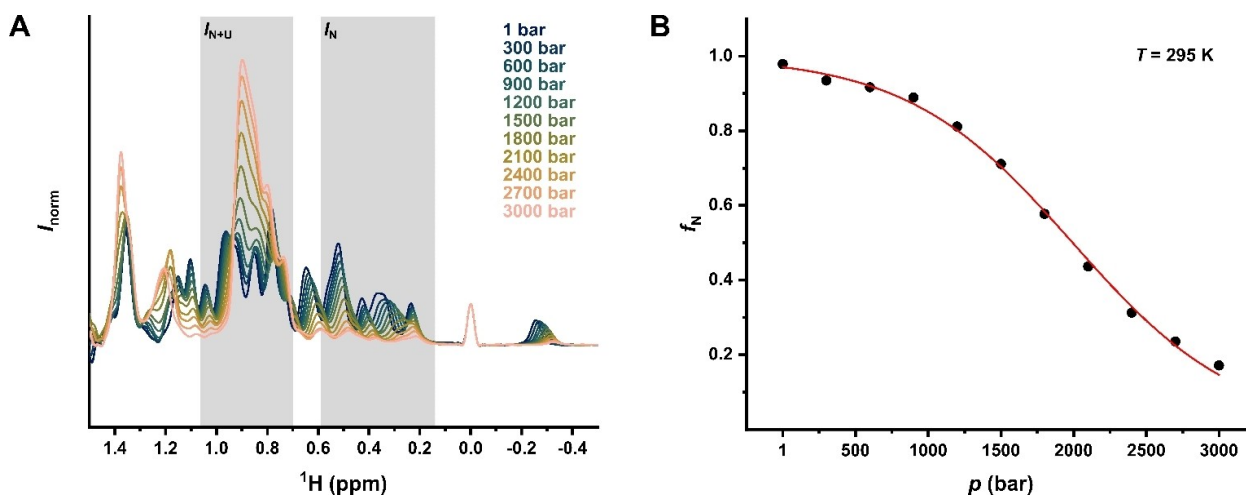 A
I_N+U
I_N
1 bar
300 bar
600 bar
900 bar
1200 bar
1500 bar
1800 bar
2100 bar
2400 bar
2700 bar
3000 bar
I_norm
1.4 1.2 1.0 0.8 0.6 0.4 0.2 0.0 -0.2 -0.4
¹H (ppm)
B
T = 295 K
1.0
0.8
0.6
0.4
0.2
f_N
1 500 1000 1500 2000 2500 3000
p (bar)